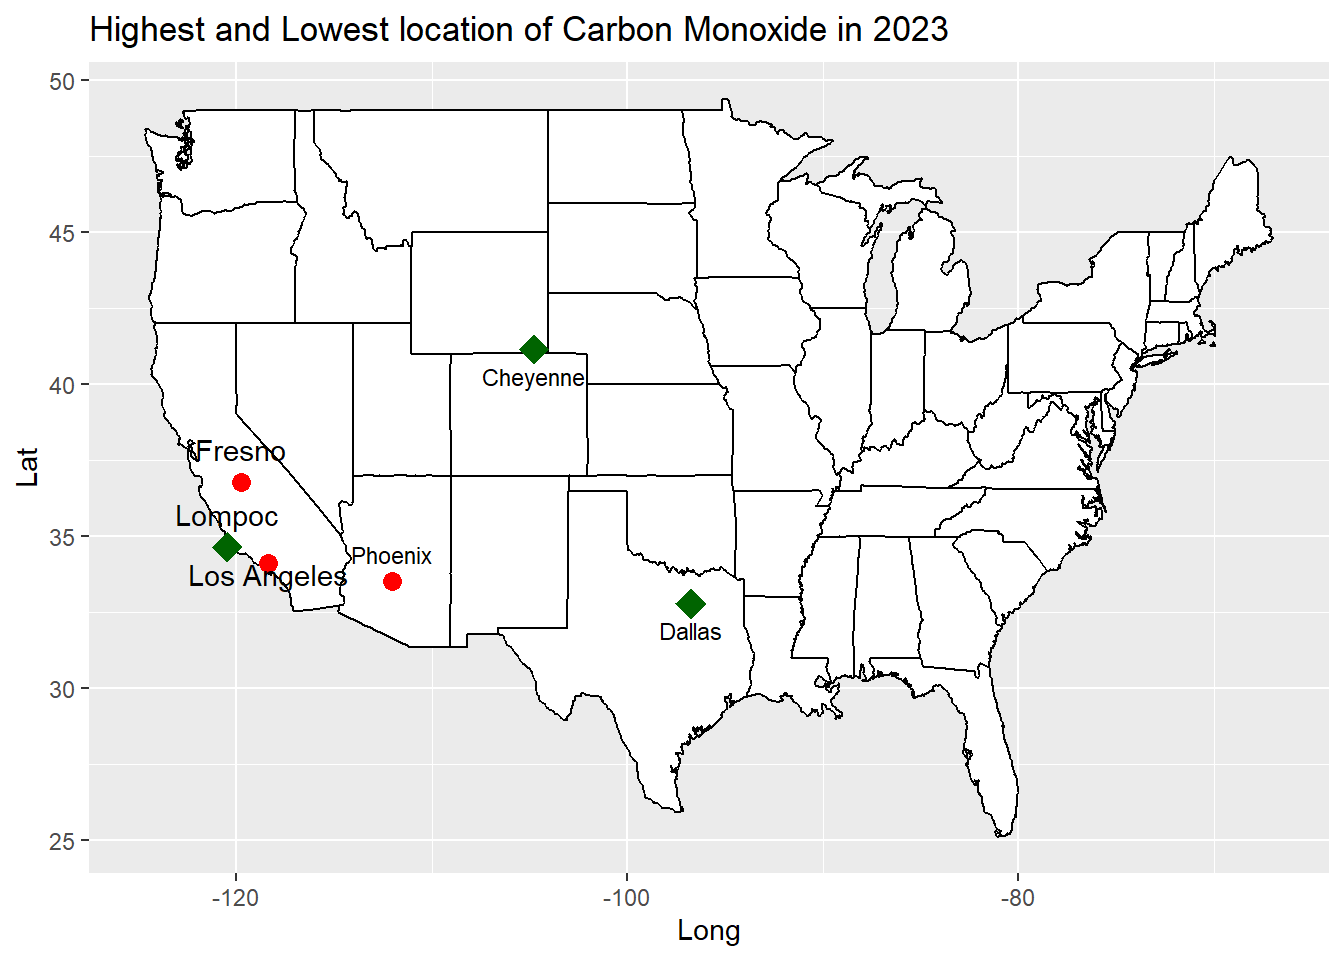 Highest and Lowest location of Carbon Monoxide in 2023
50
45
40
35
30
25
Lat
Cheyenne
Fresno
Lompoc
Phoenix
Los Angeles
Dallas
-120
-100
-80
Long